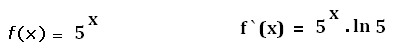 f(x) = 5^x f`(x) = 5^x . ln 5